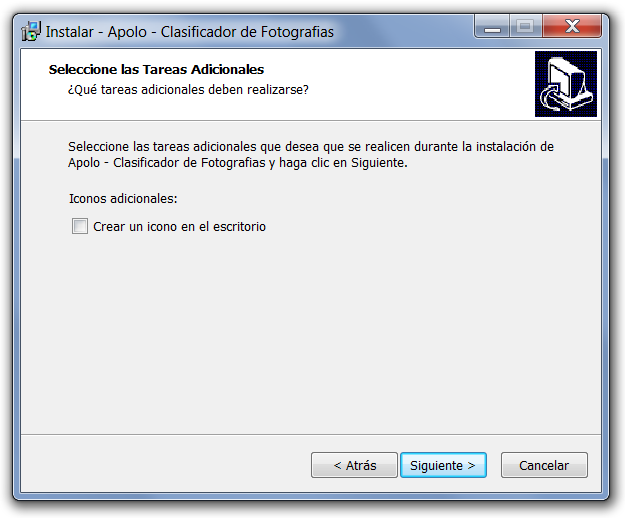 Instalar - Apolo - Clasificador de Fotografias
Seleccione las Tareas Adicionales
¿Qué tareas adicionales deben realizarse?
Seleccione las tareas adicionales que desea que se realicen durante la instalación de
Apolo - Clasificador de Fotografias y haga clic en Siguiente.
Iconos adicionales:
Crear un icono en el escritorio
< Atrás
Siguiente >
Cancelar